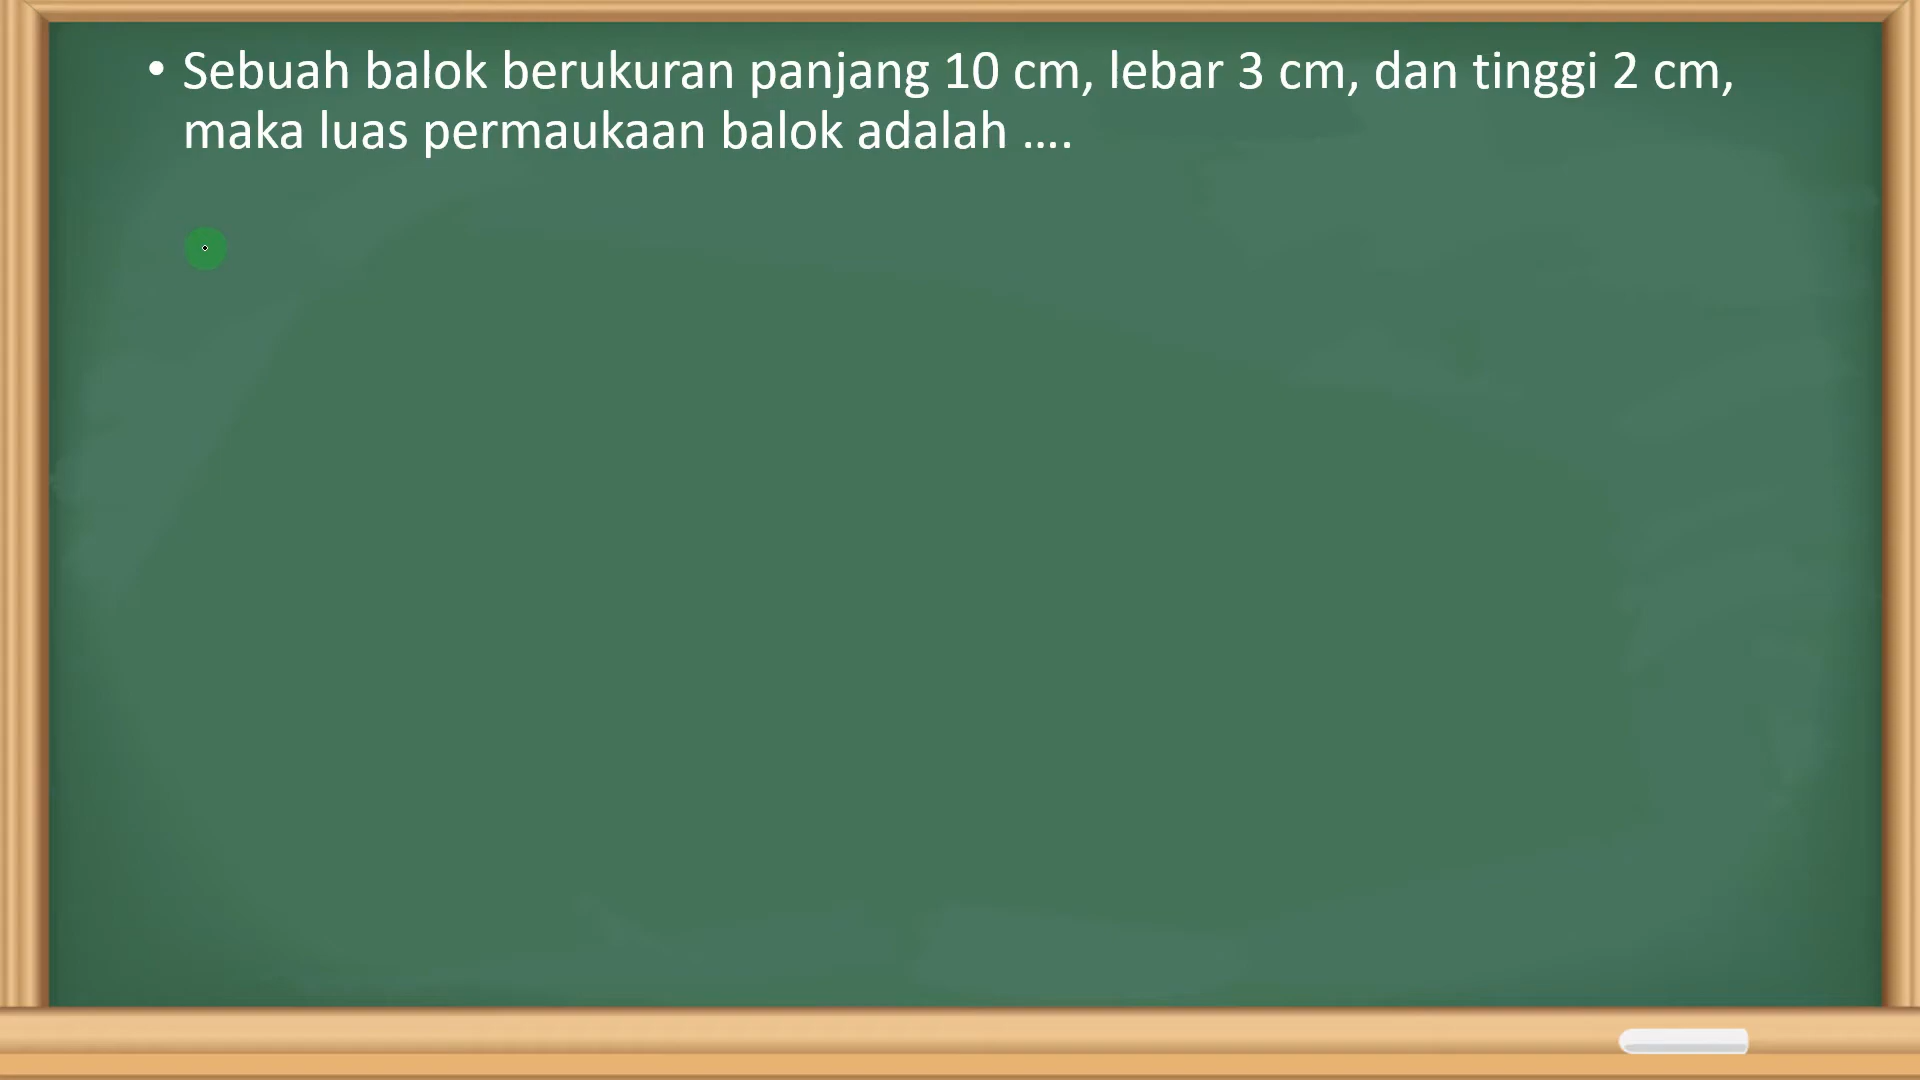 • Sebuah balok berukuran panjang 10 cm, lebar 3 cm, dan tinggi 2 cm,
maka luas permaukaan balok adalah ....